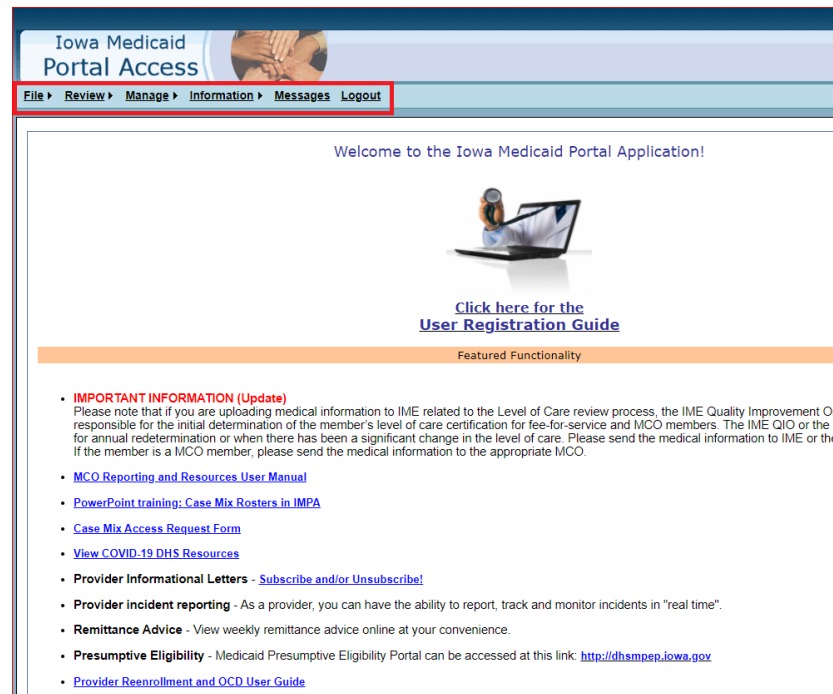 Iowa Medicaid
Portal Access
File Review Manage Information Messages Logout
Welcome to the Iowa Medicaid Portal Application!
Click here for the
User Registration Guide
Featured Functionality
IMPORTANT INFORMATION (Update)
Please note that if you are uploading medical information to IME related to the Level of Care review process, the IME Quality Improvement
responsible for the initial determination of the member's level of care certification for fee-for-service and MCO members. The IME QIO or the
for annual redetermination or when there has been a significant change in the level of care. Please send the medical information to IME or
If the member is a MCO member, please send the medical information to the appropriate MCO.
MCO Reporting and Resources User Manual
PowerPoint training: Case Mix Rosters in IMPA
Case Mix Access Request Form
View COVID-19 DHS Resources
Provider Informational Letters - Subscribe and/or Unsubscribe!
Provider incident reporting - As a provider, you can have the ability to report, track and monitor incidents in "real time".
Remittance Advice - View weekly remittance advice online at your convenience.
Presumptive Eligibility - Medicaid Presumptive Eligibility Portal can be accessed at this link: http://dhsmpep.iowa.gov
Provider Reenrollment and OCD User Guide